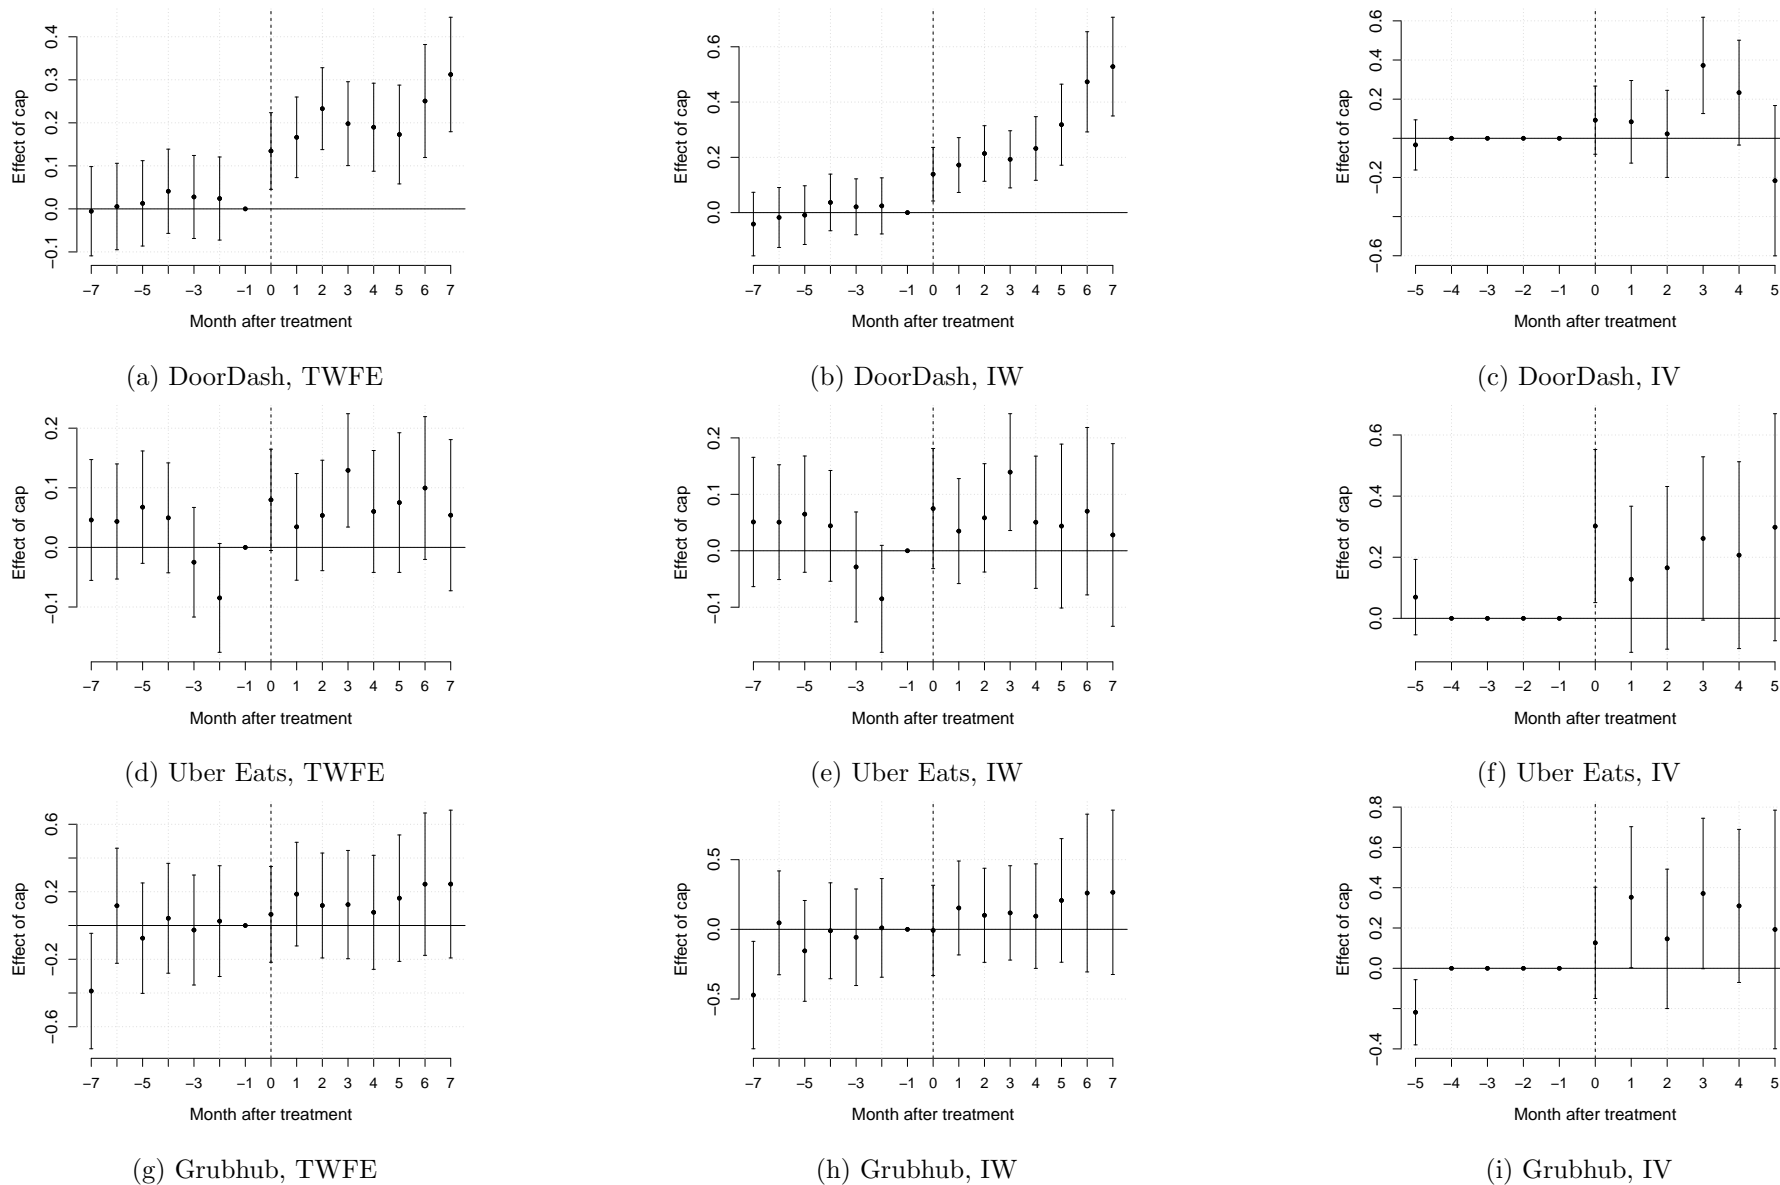 Effect of cap
−0.1 0.0 0.1 0.2 0.3 0.4
−7 −5 −3 −1 0 1 2 3 4 5 6 7
Month after treatment
(a) DoorDash, TWFE
Effect of cap
0.0 0.2 0.4 0.6
−7 −5 −3 −1 0 1 2 3 4 5 6 7
Month after treatment
(b) DoorDash, IW
Effect of cap
−0.6 −0.2 0.2 0.4 0.6
−5 −4 −3 −2 −1 0 1 2 3 4 5
Month after treatment
(c) DoorDash, IV
Effect of cap
−0.1 0.0 0.1 0.2
−7 −5 −3 −1 0 1 2 3 4 5 6 7
Month after treatment
(d) Uber Eats, TWFE
Effect of cap
−0.1 0.0 0.1 0.2
−7 −5 −3 −1 0 1 2 3 4 5 6 7
Month after treatment
(e) Uber Eats, IW
Effect of cap
0.0 0.2 0.4 0.6
−5 −4 −3 −2 −1 0 1 2 3 4 5
Month after treatment
(f) Uber Eats, IV
Effect of cap
−0.6 −0.2 0.2 0.6
−7 −5 −3 −1 0 1 2 3 4 5 6 7
Month after treatment
(g) Grubhub, TWFE
Effect of cap
−0.5 0.0 0.5
−7 −5 −3 −1 0 1 2 3 4 5 6 7
Month after treatment
(h) Grubhub, IW
Effect of cap
−0.4 0.0 0.2 0.4 0.6 0.8
−5 −4 −3 −2 −1 0 1 2 3 4 5
Month after treatment
(i) Grubhub, IV